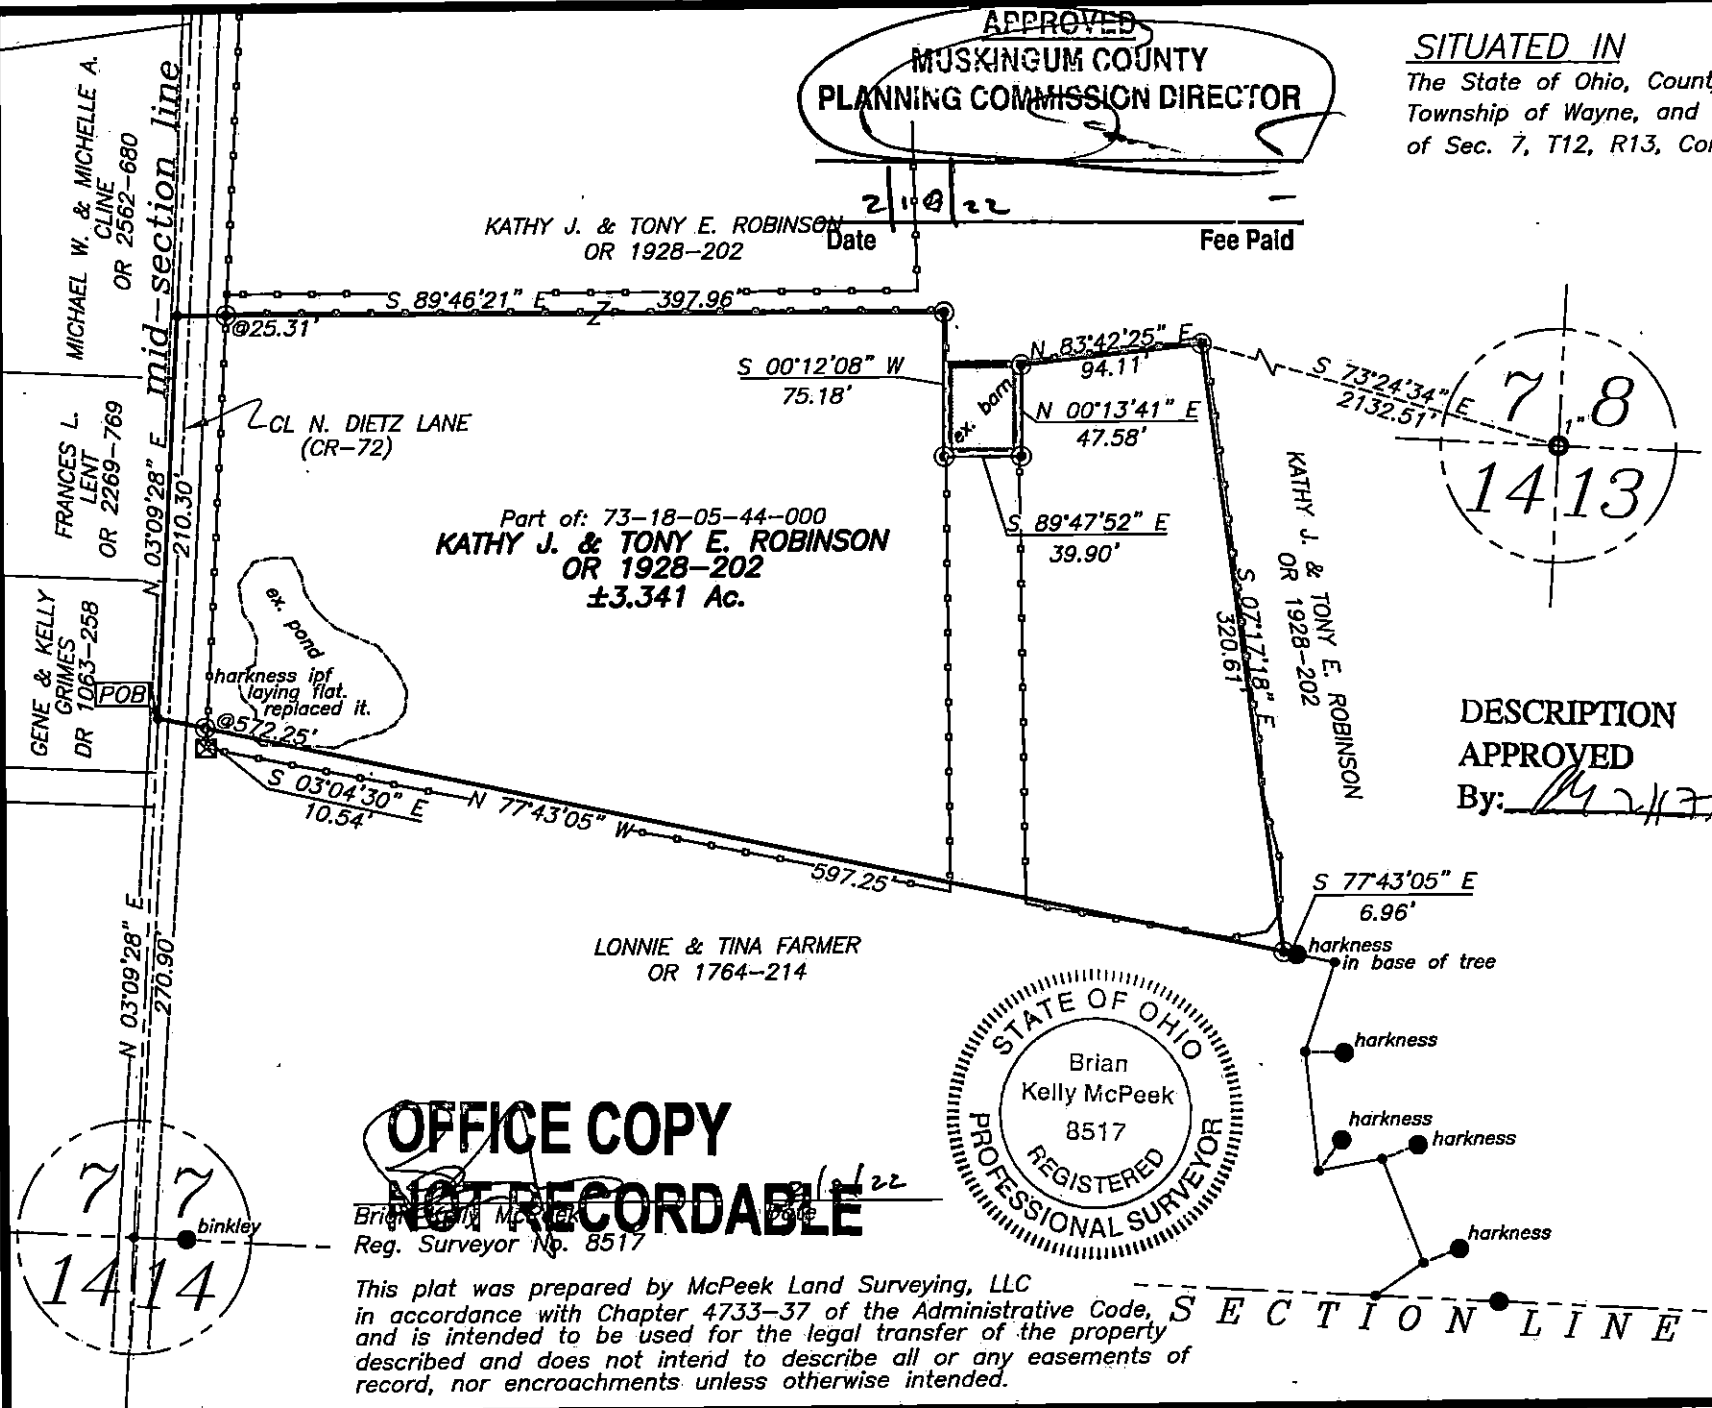 APPROVED
MUSKINGUM COUNTY
PLANNING COMMISSION DIRECTOR
22
Date
Fee Paid
SITUATED IN
The State of Ohio, Count
Township of Wayne, and
of Sec. 7, T12, R13, Co
MICHAEL W. & MICHELLE A.
CLINE
OR 2562-680
mid-section line
KATHY J. & TONY E. ROBINSON
OR 1928-202
S 89°46'21" E
397.96'
Z
@25.31'
CL N. DIETZ LANE
(CR-72)
FRANCES L.
LENT
OR 2269-769
N 03°09'28" E
210.30'
S 00°12'08" W
75.18'
ex. barn
N 83°42'25" E
94.11'
N 00°13'41" E
47.58'
S 89°47'52" E
39.90'
S 73°24'34" E
2132.51'
7 8
1"
14 13
Part of: 73-18-05-44-000
KATHY J. & TONY E. ROBINSON
OR 1928-202
±3.341 Ac.
S 07°17'18" E
320.61'
KATHY J. & TONY E. ROBINSON
OR 1928-202
GENE & KELLY
GRIMES
DR 1063-258
POB
ex. pond
harkness ipf
laying flat.
replaced it.
@572.25'
S 03°04'30" E
10.54'
N 77°43'05" W
597.25'
DESCRIPTION
APPROVED
By:
S 77°43'05" E
6.96'
harkness
in base of tree
LONNIE & TINA FARMER
OR 1764-214
N 03°09'28" E
270.90'
harkness
harkness
harkness
harkness
STATE OF OHIO
Brian
Kelly McPeek
8517
REGISTERED
PROFESSIONAL SURVEYOR
OFFICE COPY
NOT RECORDABLE
22
Brian Kelly McPeek
Date
Reg. Surveyor No. 8517
7 7
binkley
14 14
This plat was prepared by McPeek Land Surveying, LLC
in accordance with Chapter 4733-37 of the Administrative Code,
and is intended to be used for the legal transfer of the property
described and does not intend to describe all or any easements of
record, nor encroachments unless otherwise intended.
SECTION LINE